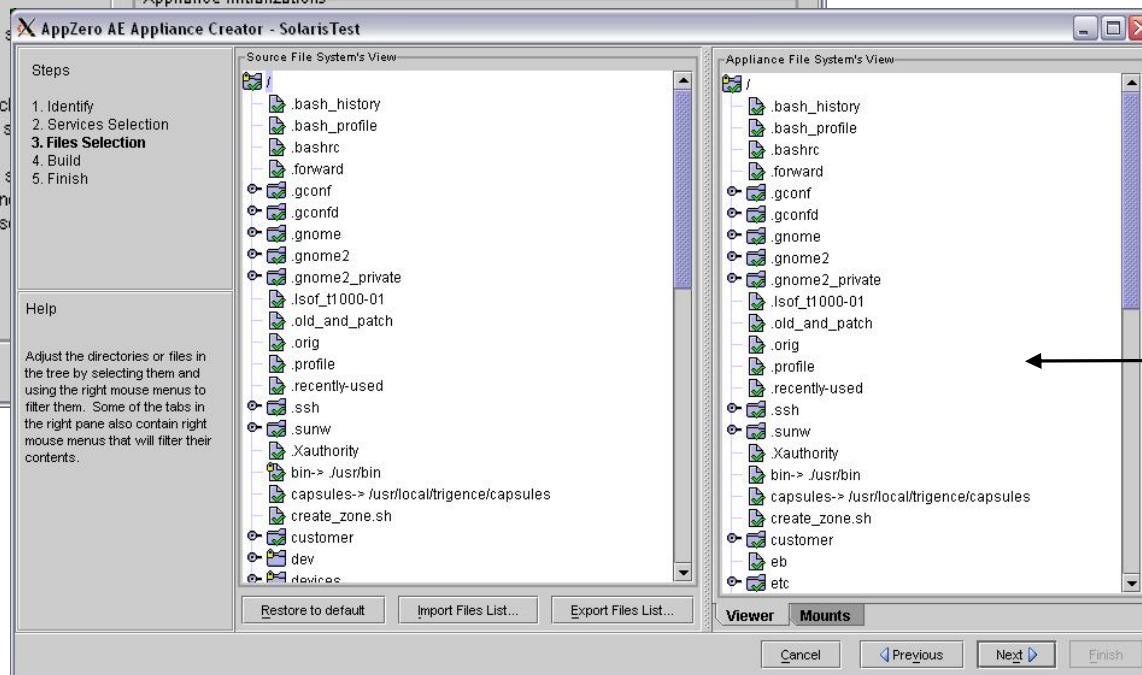 Appliance Initializations
AppZero AE Appliance Creator - SolarisTest
Steps
1. Identify
2. Services Selection
3. Files Selection
4. Build
5. Finish
Help
Adjust the directories or files in
the tree by selecting them and
using the right mouse menus to
filter them. Some of the tabs in
the right pane also contain right
mouse menus that will filter their
contents.
Source File System's View
/
.bash_history
.bash_profile
.bashrc
.forward
.gconf
.gconfd
.gnome
.gnome2
.gnome2_private
.lsof_t1000-01
.old_and_patch
.orig
.profile
.recently-used
.ssh
.sunw
.Xauthority
bin-> ./usr/bin
capsules-> /usr/local/trigence/capsules
create_zone.sh
customer
dev
devices
Restore to default
Import Files List...
Export Files List...
Appliance File System's View
/
.bash_history
.bash_profile
.bashrc
.forward
.gconf
.gconfd
.gnome
.gnome2
.gnome2_private
.lsof_t1000-01
.old_and_patch
.orig
.profile
.recently-used
.ssh
.sunw
.Xauthority
bin-> ./usr/bin
capsules-> /usr/local/trigence/capsules
create_zone.sh
customer
eb
etc
Viewer
Mounts
Cancel
Previous
Next
Finish